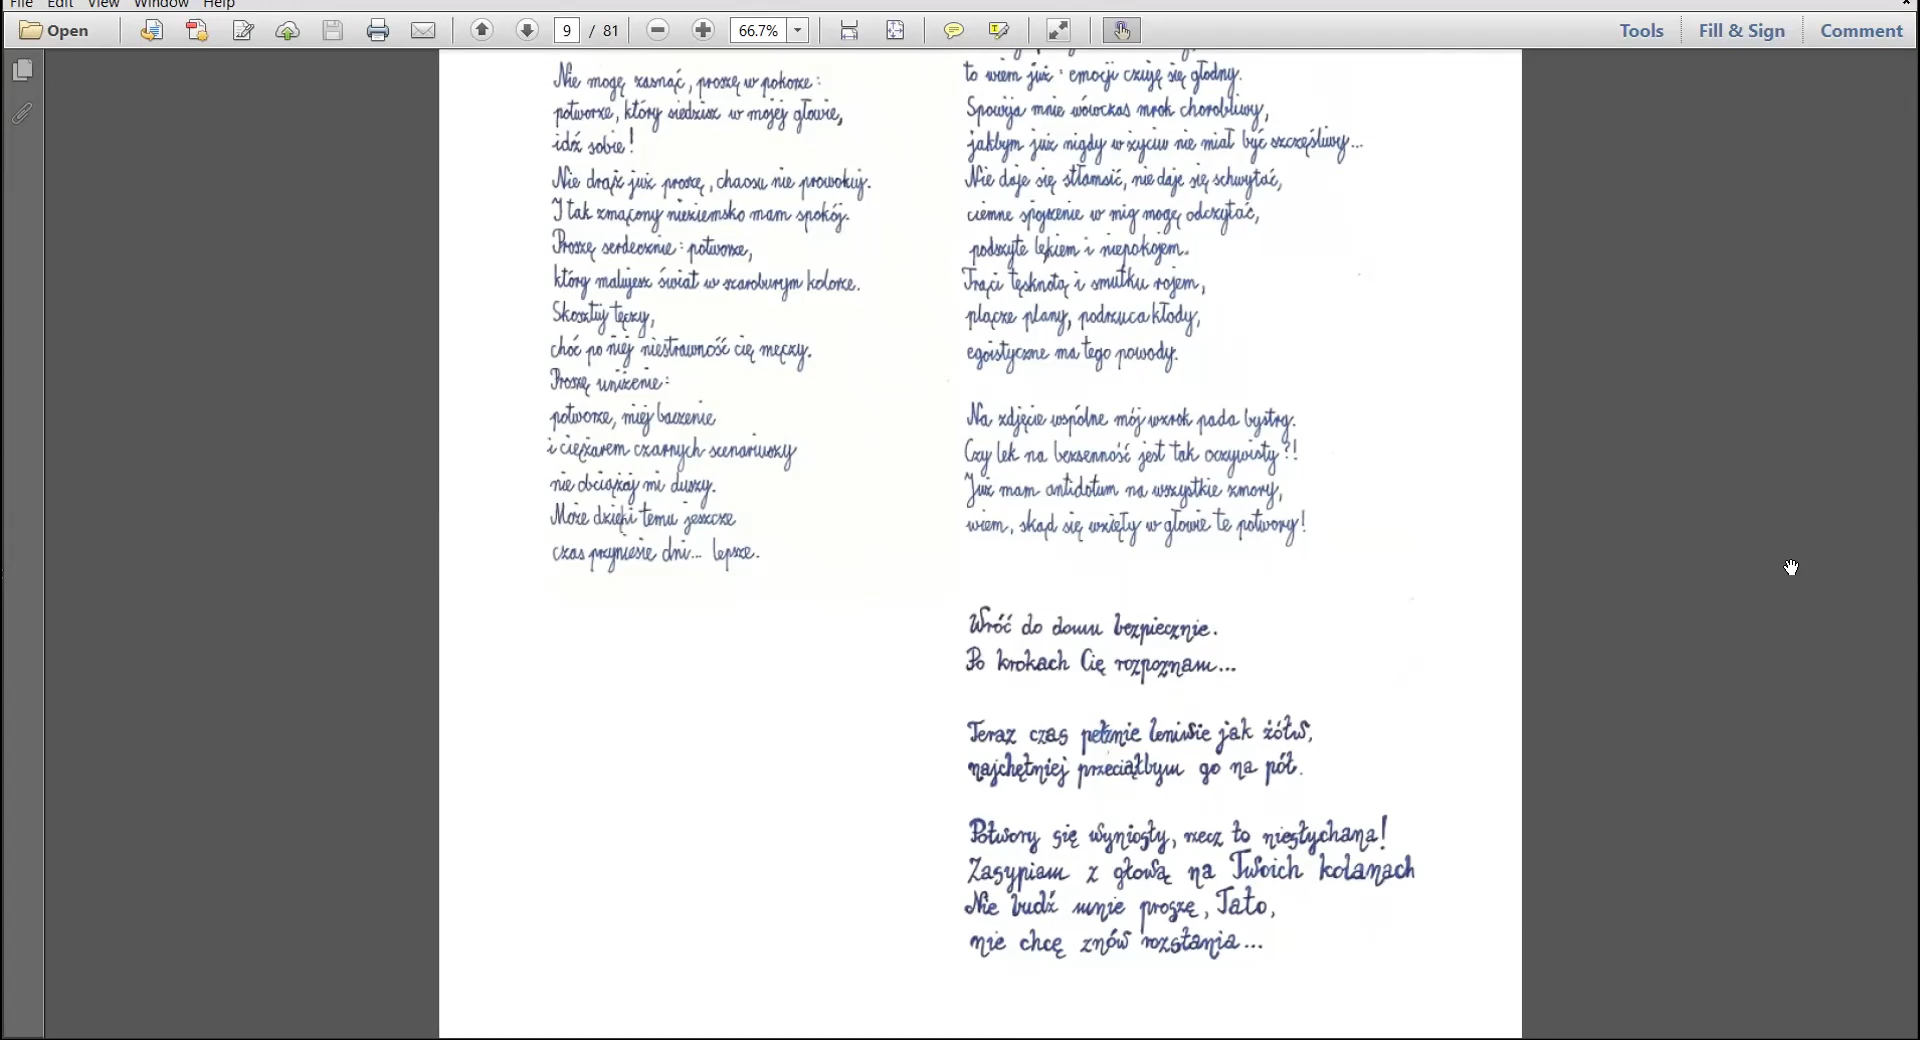 File Edit View Window Help
Open 9 / 81 66.7% Tools Fill & Sign Comment
Nie mogę zasnąć, proszę w pokorze:
potworze, który siedzisz w mojej głowie,
idź sobie!
Nie drąż już proszę, chaosu nie prowokuj.
I tak zmącony nieziemsko mam spokój.
Proszę serdecznie: potworze,
który malujesz świat w szaroburym kolorze.
Skosztuj tęczy,
choć po niej niestrawność cię męczy.
Proszę uniżenie:
potworze, miej baczenie
i ciężarem czarnych scenariuszy
nie obciążaj mi duszy.
Może dzięki temu jeszcze
czas przyniesie dni... lepsze.
to wiem już: emocji czuję się głodny.
Spowija mnie wówczas mrok chorobliwy,
jakbym już nigdy w życiu nie miał być szczęśliwy...
Nie daje się stłamsić, nie daje się schwytać,
ciemne spojrzenie w mig mogę odczytać,
podszyte lękiem i niepokojem.
Trąci tęsknotą i smutku rojem,
plącze plany, podrzuca kłody,
egoistyczne ma tego powody.
Na zdjęcie wspólne mój wzrok pada bystry.
Czy lek na bezsenność jest tak oczywisty?!
Już mam antidotum na wszystkie zmory,
wiem, skąd się wzięły w głowie te potwory!
Wróć do domu bezpiecznie.
Po krokach Cię rozpoznam...
Teraz czas pełznie leniwie jak żółw,
najchętniej przeciąłbym go na pół.
Potwory się wyniosły, rzecz to niesłychana!
Zasypiam z głową na Twoich kolanach
Nie budź mnie proszę, Tato,
nie chcę znów rozstania...